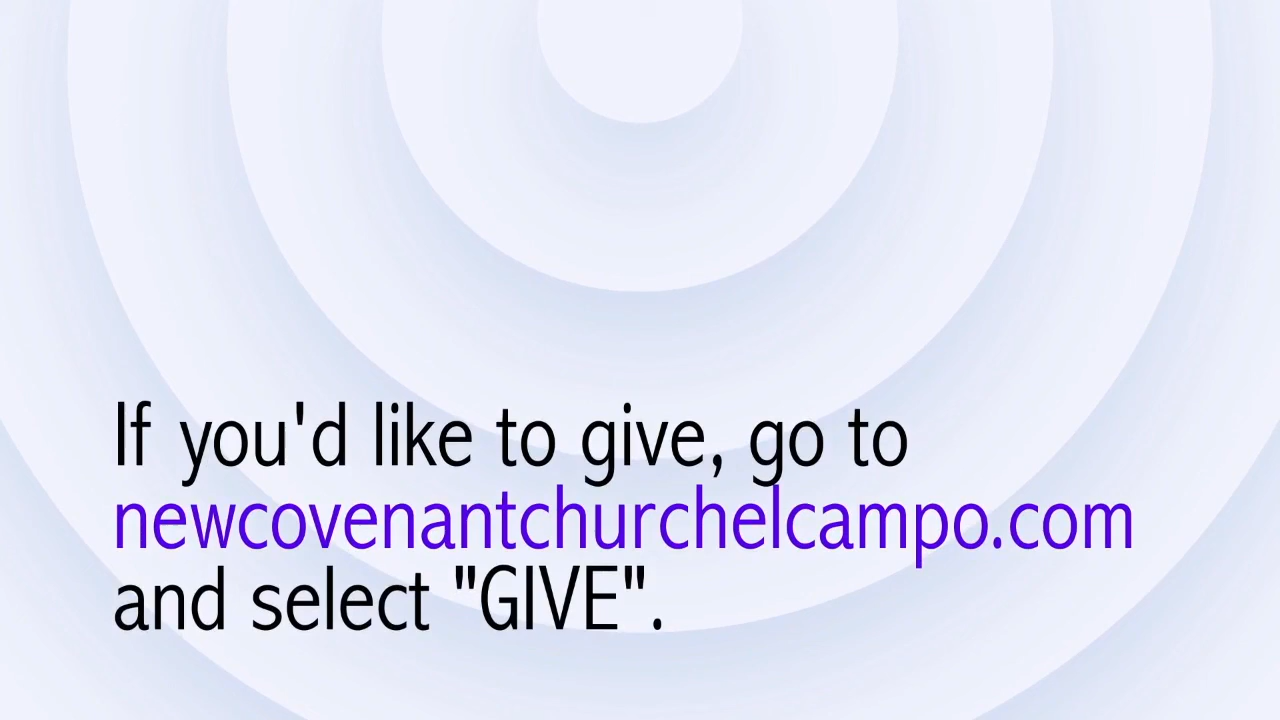 If you'd like to give, go to
newcovenantchurchelcampo.com
and select "GIVE".